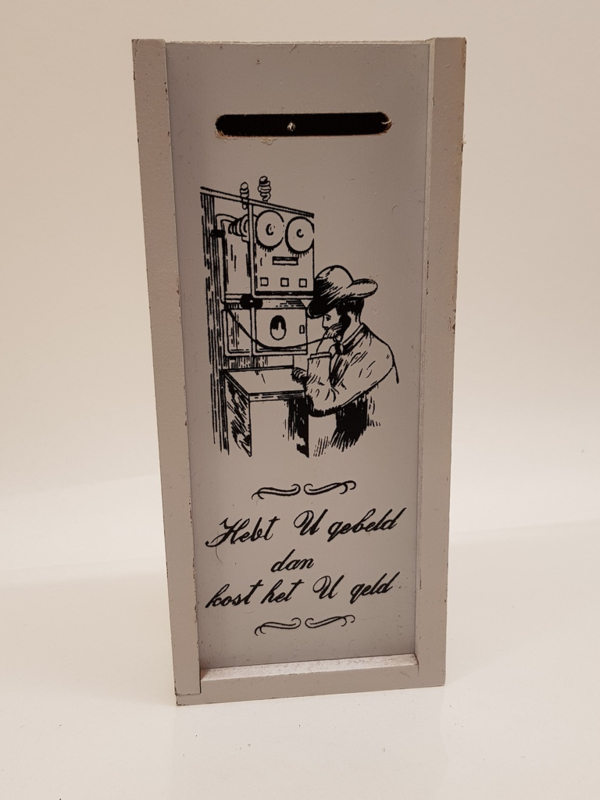 Hebt U gebeld
dan
kost het U geld